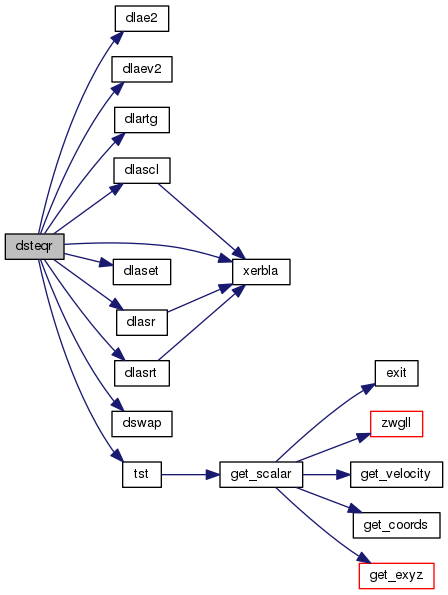 dlae2
dlaev2
dlartg
dlascl
dsteqr
xerbla
dlaset
dlasr
dlasrt
exit
dswap
zwgll
tst
get_scalar
get_velocity
get_coords
get_exyz